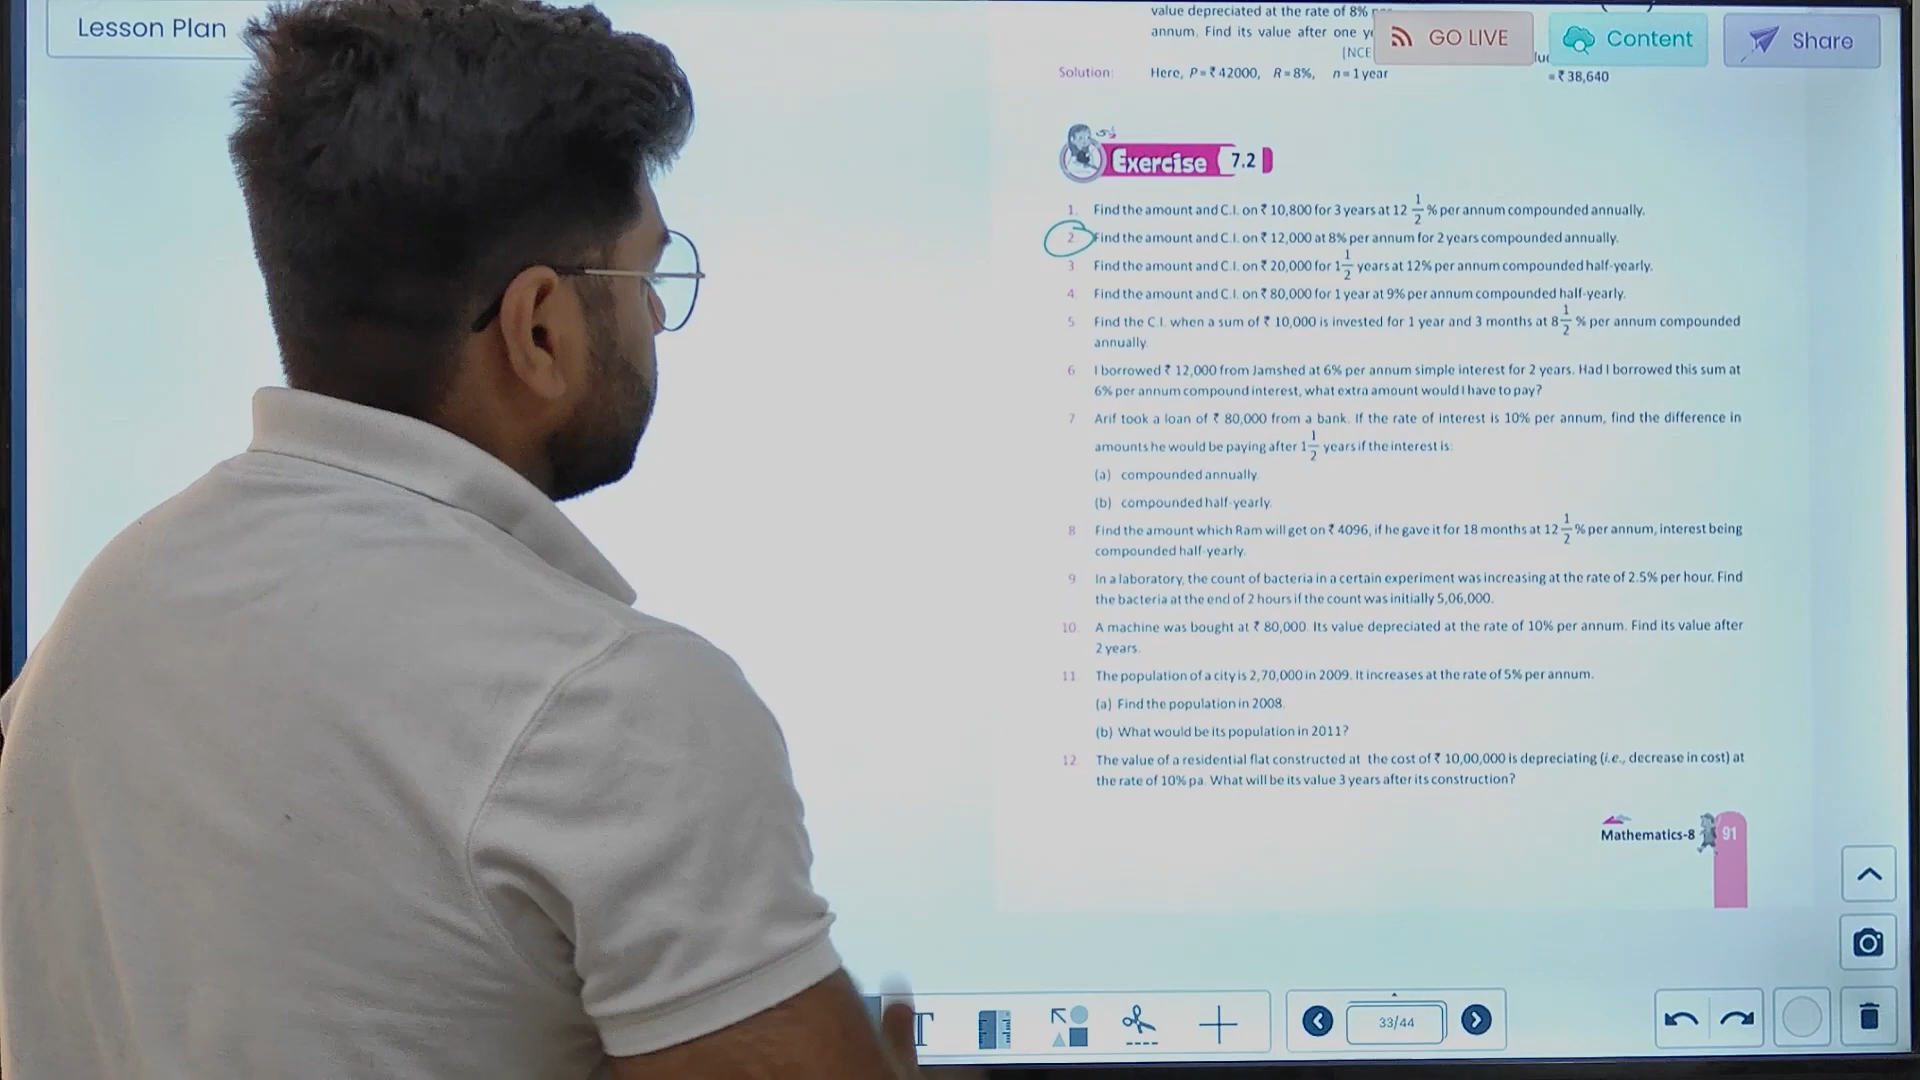 Lesson Plan
value depreciated at the rate of 8%
annum. Find its value after one
[NCE
GO LIVE
Content
Share
Solution: Here, P = ₹ 42000, R = 8%, n = 1 year
= ₹ 38,640
Exercise 7.2
1. Find the amount and C.I. on ₹ 10,800 for 3 years at 12 1/2 % per annum compounded annually.
2 Find the amount and C.I. on ₹ 12,000 at 8% per annum for 2 years compounded annually.
3 Find the amount and C.I. on ₹ 20,000 for 1 1/2 years at 12% per annum compounded half-yearly.
4 Find the amount and C.I. on ₹ 80,000 for 1 year at 9% per annum compounded half-yearly.
5 Find the C.I. when a sum of ₹ 10,000 is invested for 1 year and 3 months at 8 1/2 % per annum compounded
annually.
6 I borrowed ₹ 12,000 from Jamshed at 6% per annum simple interest for 2 years. Had I borrowed this sum at
6% per annum compound interest, what extra amount would I have to pay?
7 Arif took a loan of ₹ 80,000 from a bank. If the rate of interest is 10% per annum, find the difference in
amounts he would be paying after 1 1/2 years if the interest is:
(a) compounded annually.
(b) compounded half-yearly.
8 Find the amount which Ram will get on ₹ 4096, if he gave it for 18 months at 12 1/2 % per annum, interest being
compounded half-yearly.
9 In a laboratory, the count of bacteria in a certain experiment was increasing at the rate of 2.5% per hour. Find
the bacteria at the end of 2 hours if the count was initially 5,06,000.
10 A machine was bought at ₹ 80,000. Its value depreciated at the rate of 10% per annum. Find its value after
2 years.
11 The population of a city is 2,70,000 in 2009. It increases at the rate of 5% per annum.
(a) Find the population in 2008.
(b) What would be its population in 2011?
12 The value of a residential flat constructed at the cost of ₹ 10,00,000 is depreciating (i.e., decrease in cost) at
the rate of 10% pa. What will be its value 3 years after its construction?
Mathematics-8 91
T
33/44